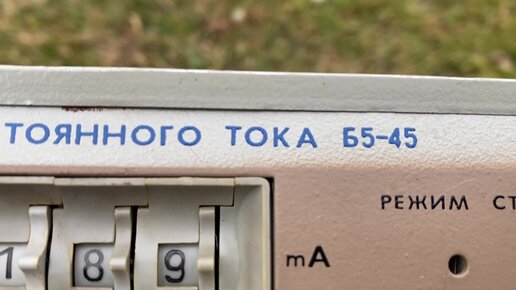 ТОЯННОГО ТОКА Б5-45
РЕЖИМ СТ
189 mA